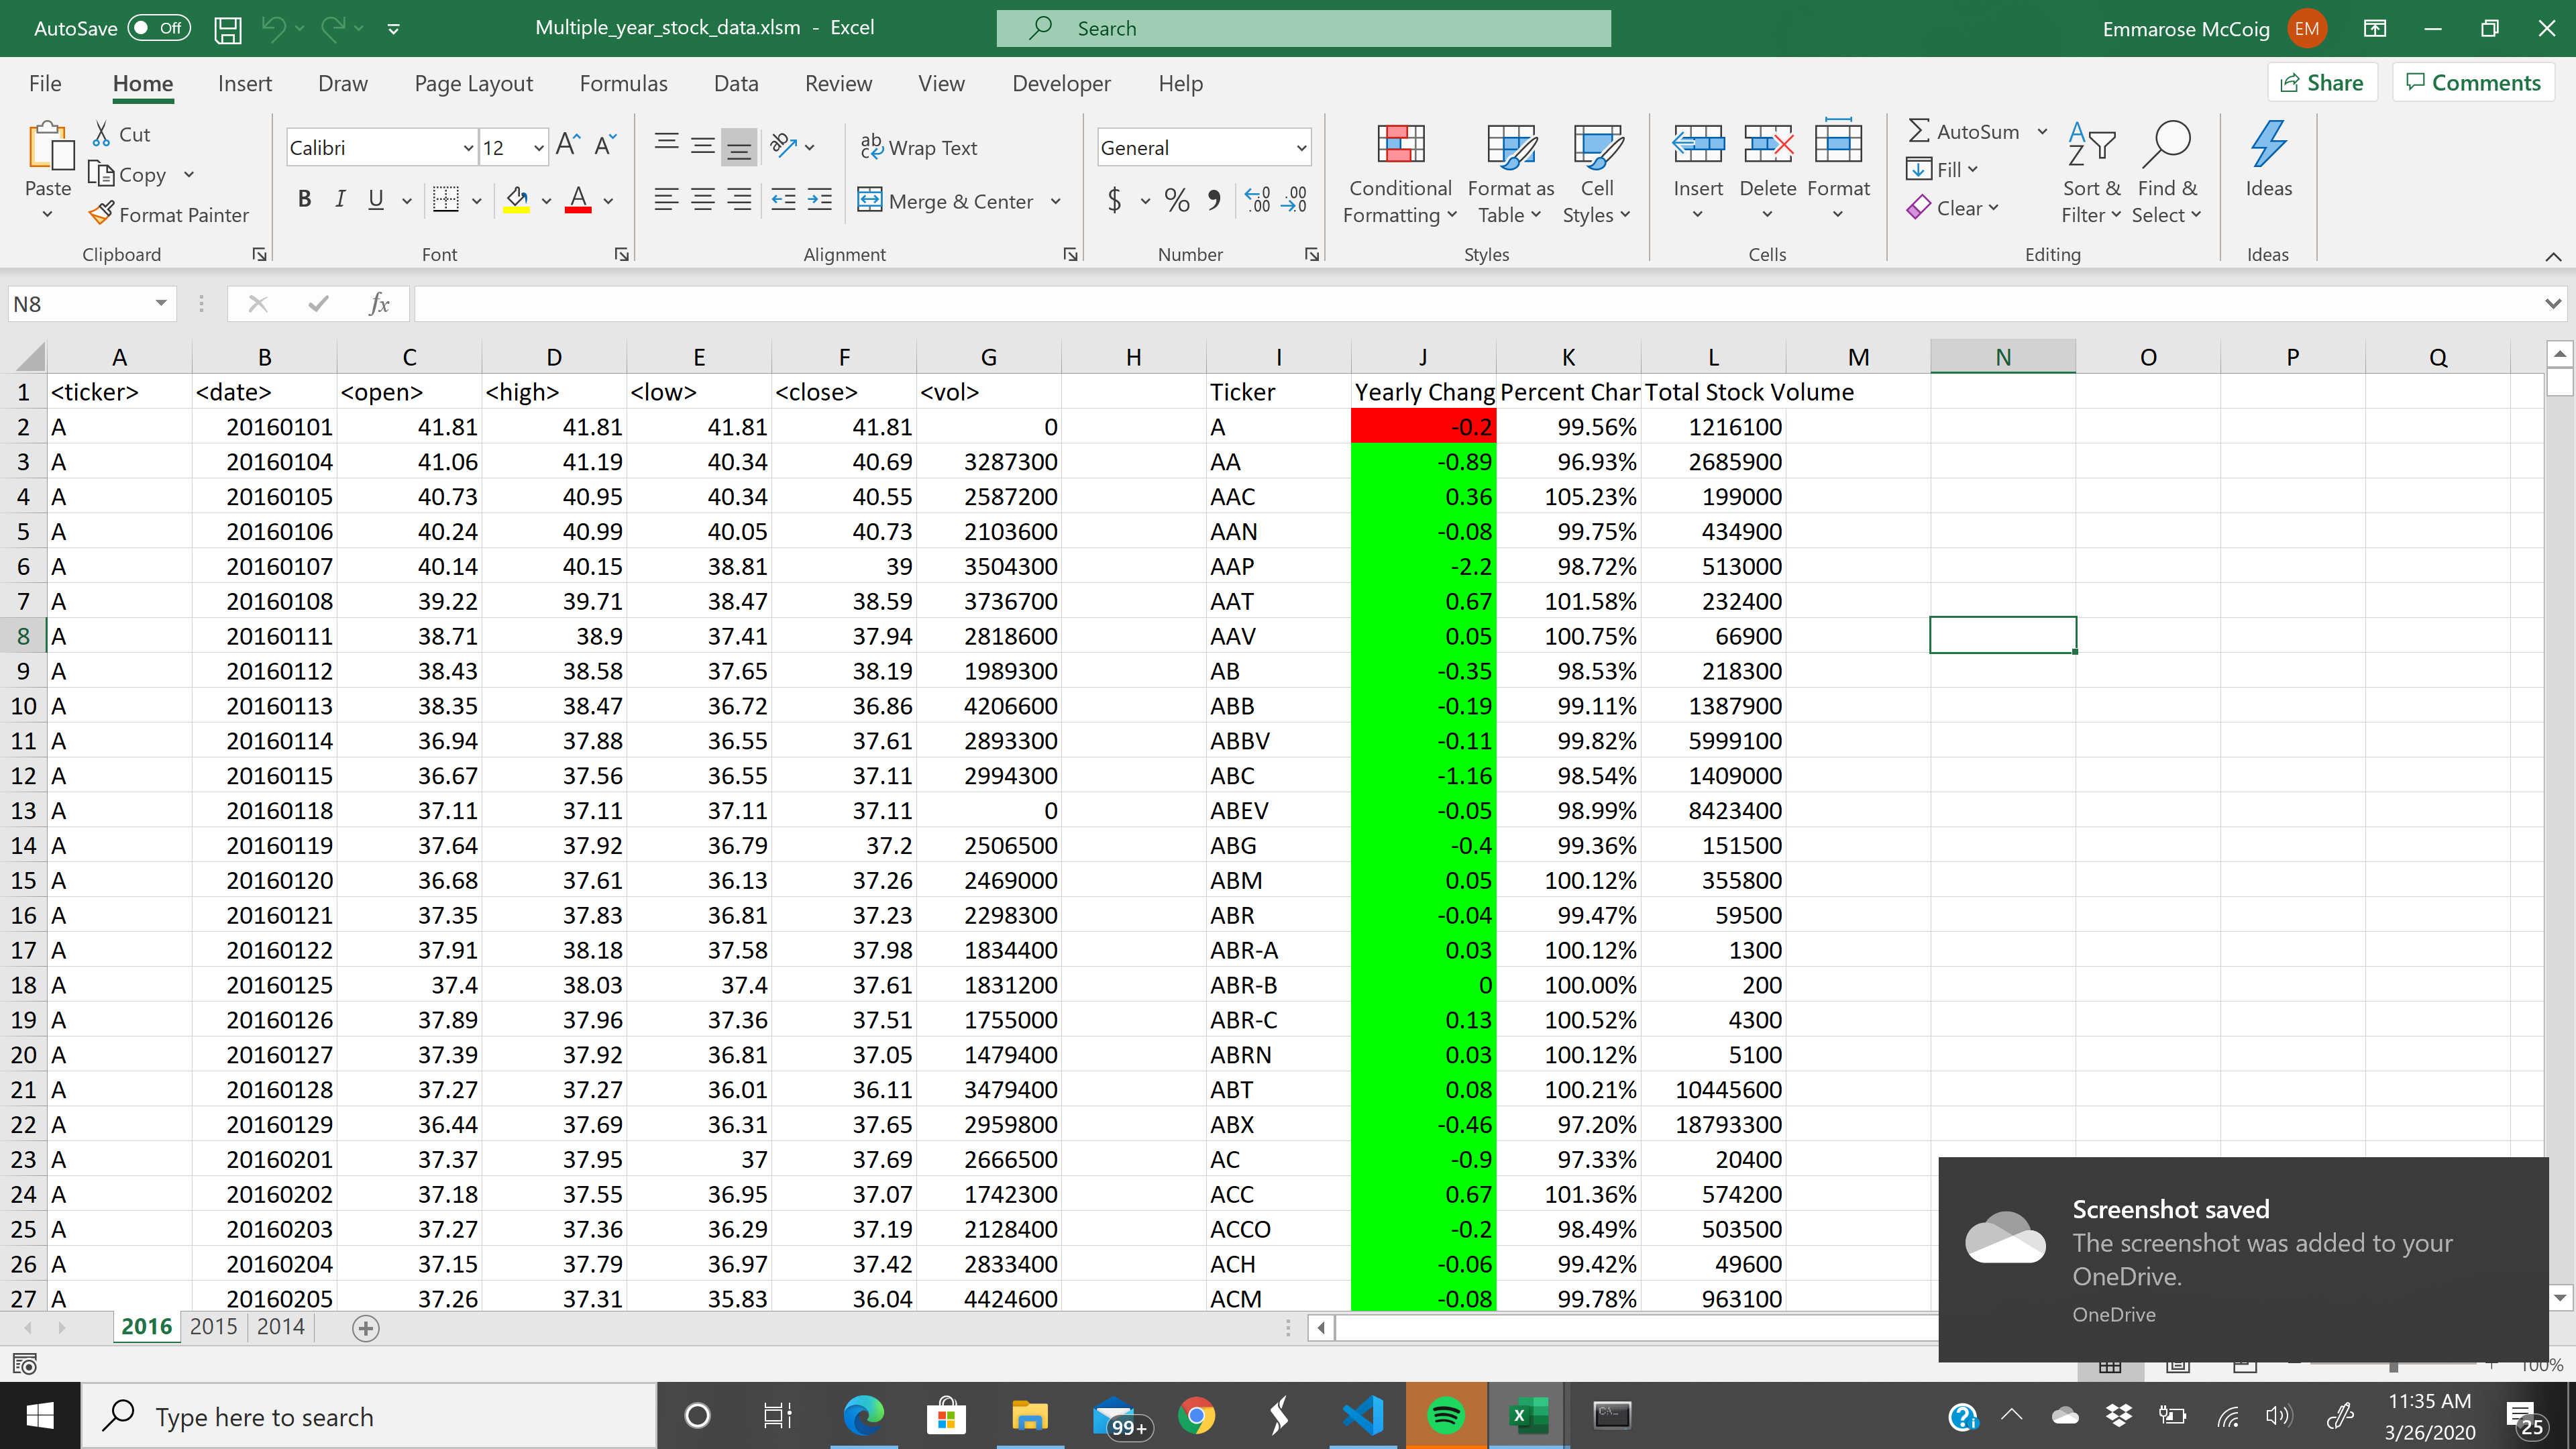 AutoSave Off Multiple_year_stock_data.xlsm - Excel Search Emmarose McCoig EM
File Home Insert Draw Page Layout Formulas Data Review View Developer Help Share Comments
Paste Cut Copy Format Painter Clipboard
Calibri 12 B I U A Font
ab Wrap Text Merge & Center Alignment
General $ % , .00 .0 Number
Conditional Formatting Format as Table Cell Styles Styles
Insert Delete Format Cells
AutoSum Fill Clear Sort & Filter Find & Select Editing
Ideas Ideas
N8 fx
A B C D E F G H I J K L M N O P Q
1 <ticker> <date> <open> <high> <low> <close> <vol> Ticker Yearly Chang Percent Char Total Stock Volume
2 A 20160101 41.81 41.81 41.81 41.81 0 A -0.2 99.56% 1216100
3 A 20160104 41.06 41.19 40.34 40.69 3287300 AA -0.89 96.93% 2685900
4 A 20160105 40.73 40.95 40.34 40.55 2587200 AAC 0.36 105.23% 199000
5 A 20160106 40.24 40.99 40.05 40.73 2103600 AAN -0.08 99.75% 434900
6 A 20160107 40.14 40.15 38.81 39 3504300 AAP -2.2 98.72% 513000
7 A 20160108 39.22 39.71 38.47 38.59 3736700 AAT 0.67 101.58% 232400
8 A 20160111 38.71 38.9 37.41 37.94 2818600 AAV 0.05 100.75% 66900
9 A 20160112 38.43 38.58 37.65 38.19 1989300 AB -0.35 98.53% 218300
10 A 20160113 38.35 38.47 36.72 36.86 4206600 ABB -0.19 99.11% 1387900
11 A 20160114 36.94 37.88 36.55 37.61 2893300 ABBV -0.11 99.82% 5999100
12 A 20160115 36.67 37.56 36.55 37.11 2994300 ABC -1.16 98.54% 1409000
13 A 20160118 37.11 37.11 37.11 37.11 0 ABEV -0.05 98.99% 8423400
14 A 20160119 37.64 37.92 36.79 37.2 2506500 ABG -0.4 99.36% 151500
15 A 20160120 36.68 37.61 36.13 37.26 2469000 ABM 0.05 100.12% 355800
16 A 20160121 37.35 37.83 36.81 37.23 2298300 ABR -0.04 99.47% 59500
17 A 20160122 37.91 38.18 37.58 37.98 1834400 ABR-A 0.03 100.12% 1300
18 A 20160125 37.4 38.03 37.4 37.61 1831200 ABR-B 0 100.00% 200
19 A 20160126 37.89 37.96 37.36 37.51 1755000 ABR-C 0.13 100.52% 4300
20 A 20160127 37.39 37.92 36.81 37.05 1479400 ABRN 0.03 100.12% 5100
21 A 20160128 37.27 37.27 36.01 36.11 3479400 ABT 0.08 100.21% 10445600
22 A 20160129 36.44 37.69 36.31 37.65 2959800 ABX -0.46 97.20% 18793300
23 A 20160201 37.37 37.95 37 37.69 2666500 AC -0.9 97.33% 20400
24 A 20160202 37.18 37.55 36.95 37.07 1742300 ACC 0.67 101.36% 574200
25 A 20160203 37.27 37.36 36.29 37.19 2128400 ACCO -0.2 98.49% 503500
26 A 20160204 37.15 37.79 36.97 37.42 2833400 ACH -0.06 99.42% 49600
27 A 20160205 37.26 37.31 35.83 36.04 4424600 ACM -0.08 99.78% 963100
Screenshot saved
The screenshot was added to your
OneDrive.
OneDrive
2016 2015 2014
100%
Type here to search 99+ 11:35 AM
3/26/2020 25